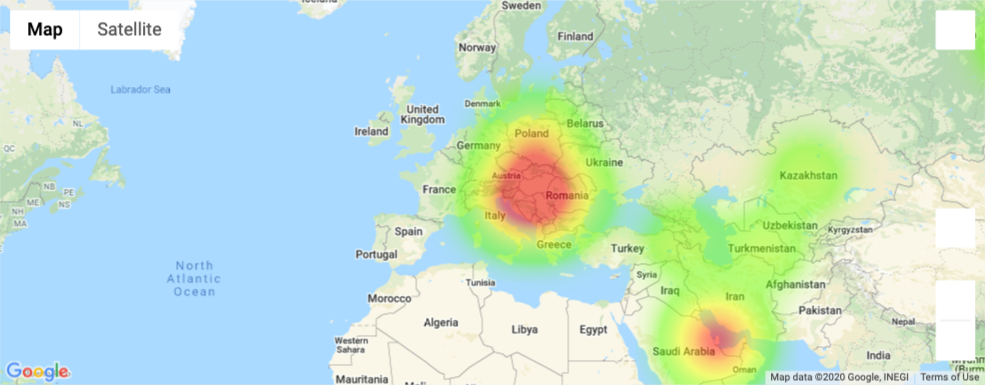 Iceland
Sweden
Map
Satellite
Finland
Norway
Labrador Sea
Denmark
United
Kingdom
NL
Belarus
Ireland
Poland
Germany
QC
Ukraine
Austria
Kazakhstan
NB
PE
France
ME
NS
Romania
NH
Italy
MA
Uzbekistan
Kyrgyzstan
Spain
Greece
Turkey
Turkmenistan
Portugal
North
Atlantic
Ocean
Tunisia
Syria
Afghanistan
Iraq
Iran
Morocco
Pakistan
Algeria
Libya
Egypt
Nepal
Western
Sahara
Saudi Arabia
India
Oman
Google
Mauritania
Mali
Map data ©2020 Google, INEGI
Terms of Use